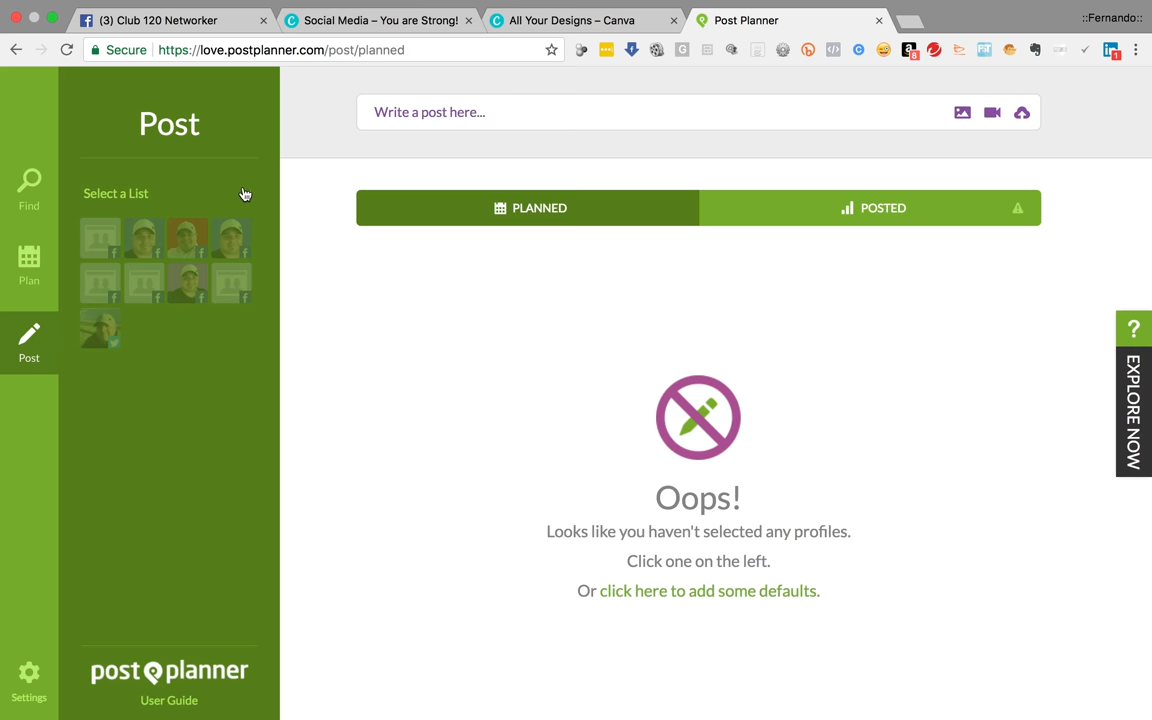 (3) Club 120 Networker
Social Media – You are Strong!
All Your Designs – Canva
Post Planner
::Fernando::
Secure
https://love.postplanner.com/post/planned
8
1
Write a post here...
Post
Select a List
Find
Plan
Post
PLANNED
POSTED
?
EXPLORE NOW
Oops!
Looks like you haven't selected any profiles.
Click one on the left.
Or click here to add some defaults.
post planner
User Guide
Settings